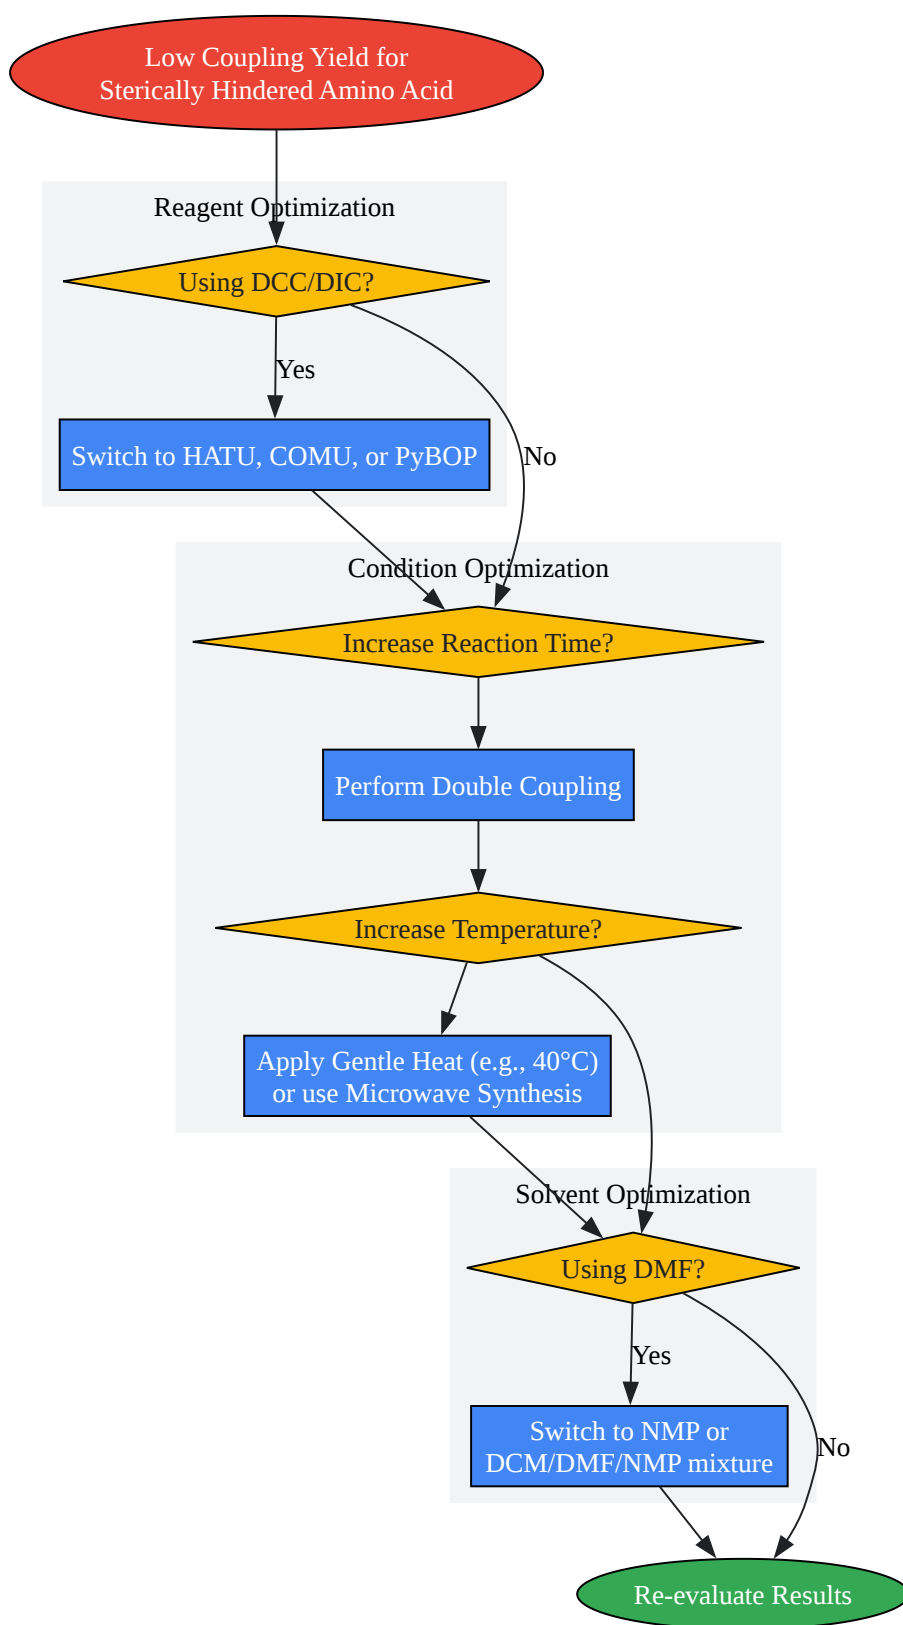 Low Coupling Yield for
Sterically Hindered Amino Acid
Reagent Optimization
Using DCC/DIC?
Yes
Switch to HATU, COMU, or PyBOP
No
Condition Optimization
Increase Reaction Time?
Perform Double Coupling
Increase Temperature?
Apply Gentle Heat (e.g., 40°C)
or use Microwave Synthesis
Solvent Optimization
Using DMF?
Yes
Switch to NMP or
DCM/DMF/NMP mixture
No
Re-evaluate Results